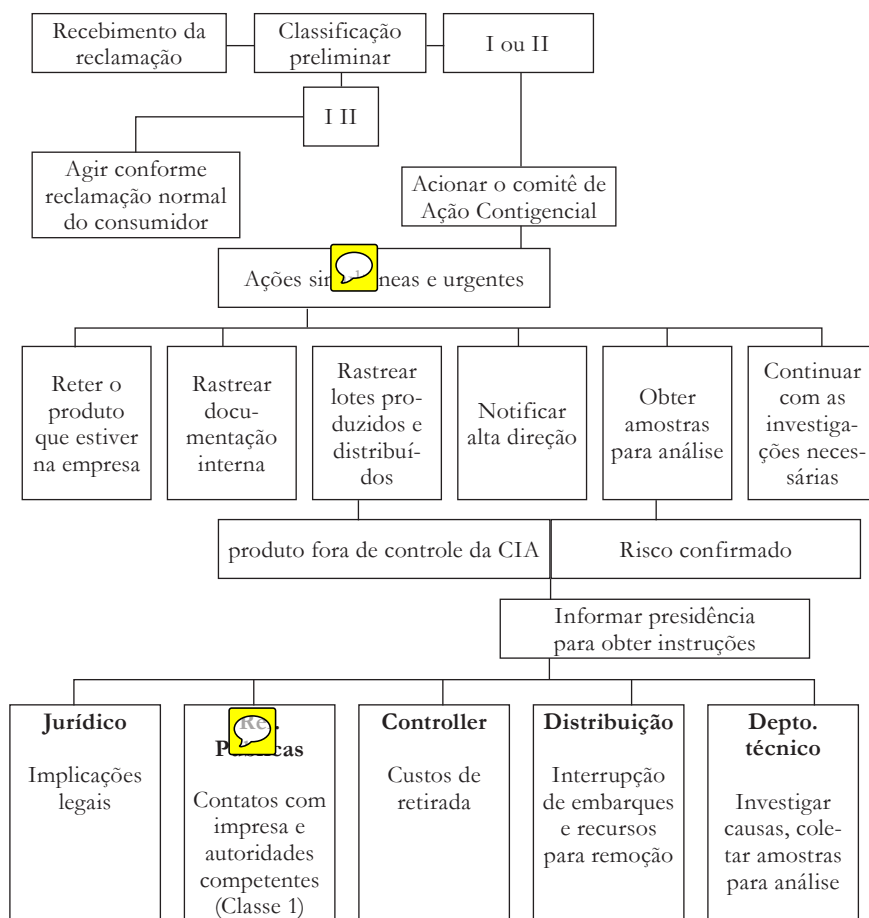 Recebimento da
reclamação
Classificação
preliminar
I ou II
I II
Agir conforme
reclamação normal
do consumidor
Acionar o comitê de
Ação Contigencial
Ações e urgentes
Reter o
produto
que estiver
na empresa
Rastrear
docu-
mentação
interna
Rastrear
lotes pro-
duzidos e
distribuí-
dos
Notificar
alta direção
Obter
amostras
para análise
Continuar
com as
investiga-
ções neces-
sárias
produto fora de controle da CIA
Risco confirmado
Informar presidência
para obter instruções
Jurídico
Implicações
legais
Contatos com
impresa e
autoridades
competentes
(Classe 1)
Controller
Custos de
retirada
Distribuição
Interrupção
de embarques
e recursos
para remoção
Depto.
técnico
Investigar
causas, cole-
tar amostras
para análise